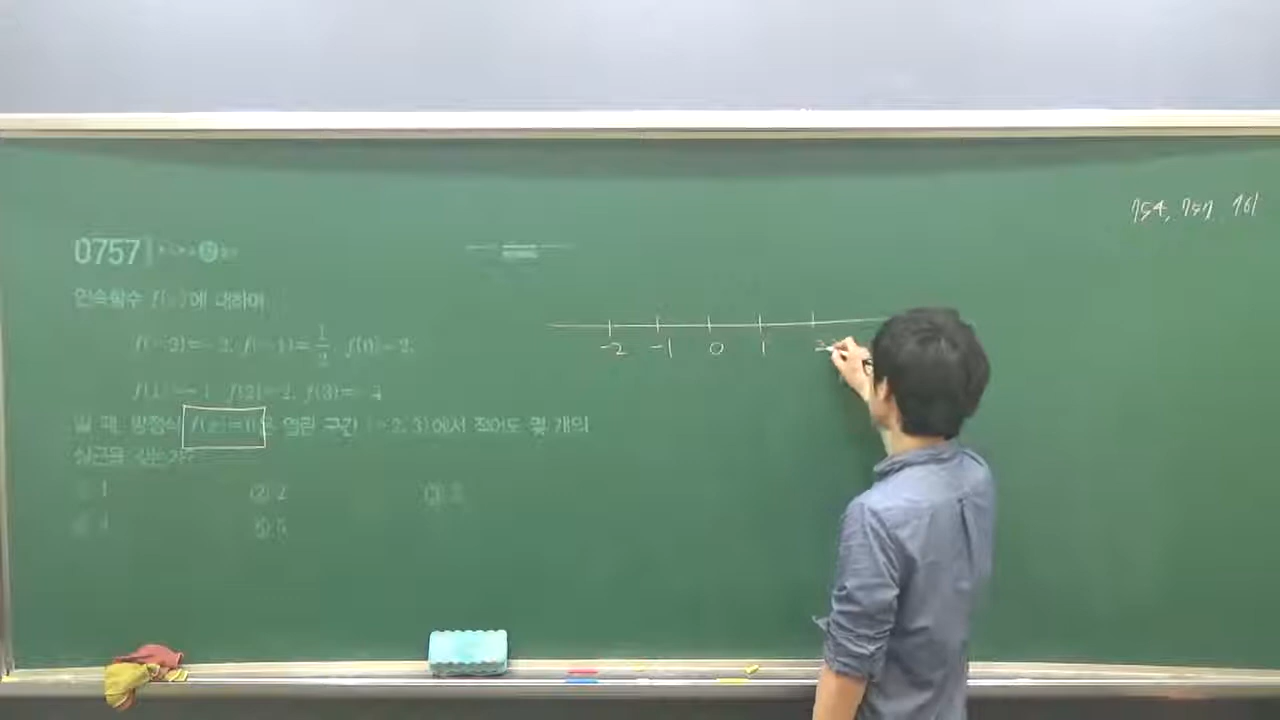 0757
연속함수 f(x)에 대하여
f(-2)=-2, f(-1)=1/2, f(0)=2,
f(1)=-1, f(2)=2, f(3)=-4
일 때, 방정식 f(x)=0은 열린 구간 (-2, 3)에서 적어도 몇 개의
실근을 갖는가?
① 1 ② 2 ③ 3
④ 4 ⑤ 5
-2 -1 0 1
754, 757, 761